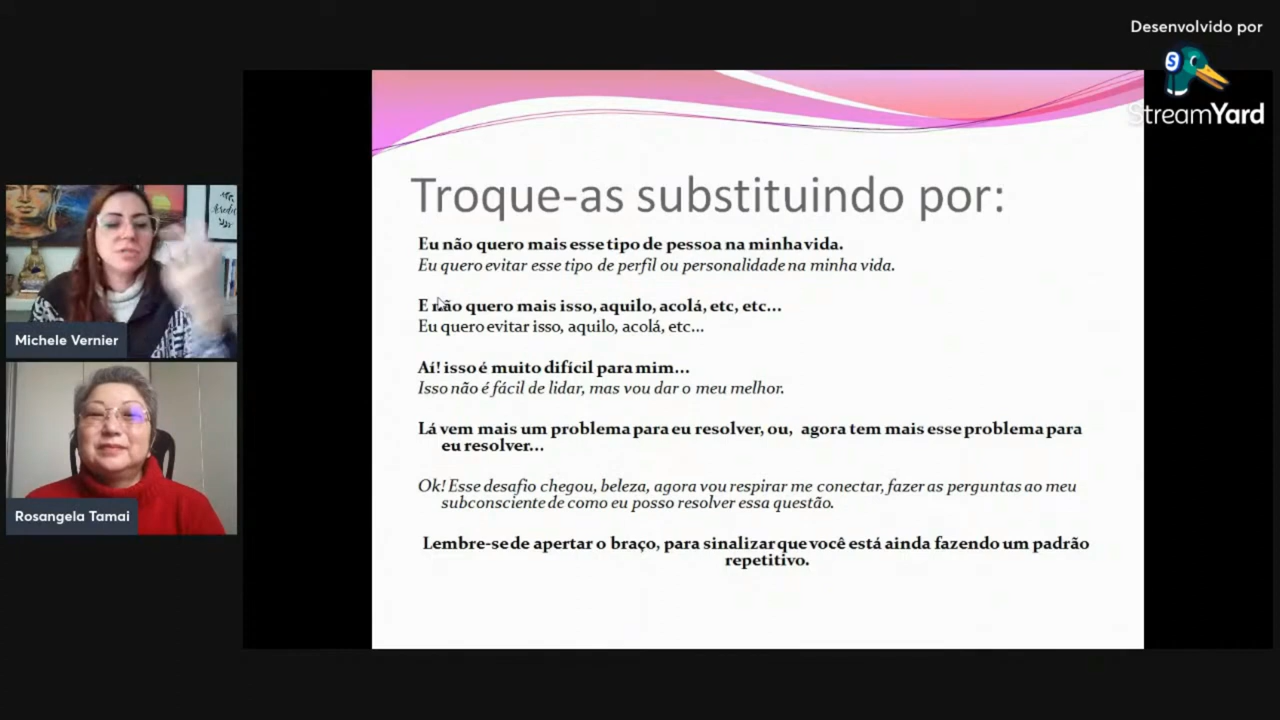 Desenvolvido por
StreamYard
Troque-as substituindo por:
Eu não quero mais esse tipo de pessoa na minha vida.
Eu quero evitar esse tipo de perfil ou personalidade na minha vida.
E não quero mais isso, aquilo, acolá, etc, etc...
Eu quero evitar isso, aquilo, acolá, etc...
Aí! isso é muito difícil para mim...
Isso não é fácil de lidar, mas vou dar o meu melhor.
Lá vem mais um problema para eu resolver, ou, agora tem mais esse problema para
eu resolver...
Ok! Esse desafio chegou, beleza, agora vou respirar me conectar, fazer as perguntas ao meu
subconsciente de como eu posso resolver essa questão.
Lembre-se de apertar o braço, para sinalizar que você está ainda fazendo um padrão
repetitivo.
Michele Vernier
Rosangela Tamai